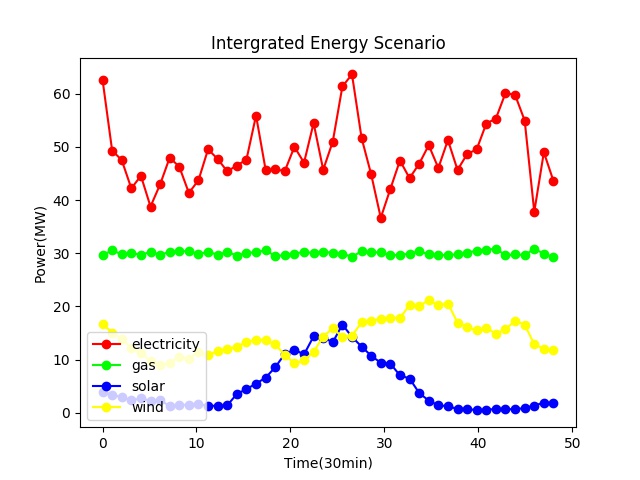 Intergrated Energy Scenario
Power(MW)
60
50
40
30
20
10
0
electricity
gas
solar
wind
0 10 20 30 40 50
Time(30min)